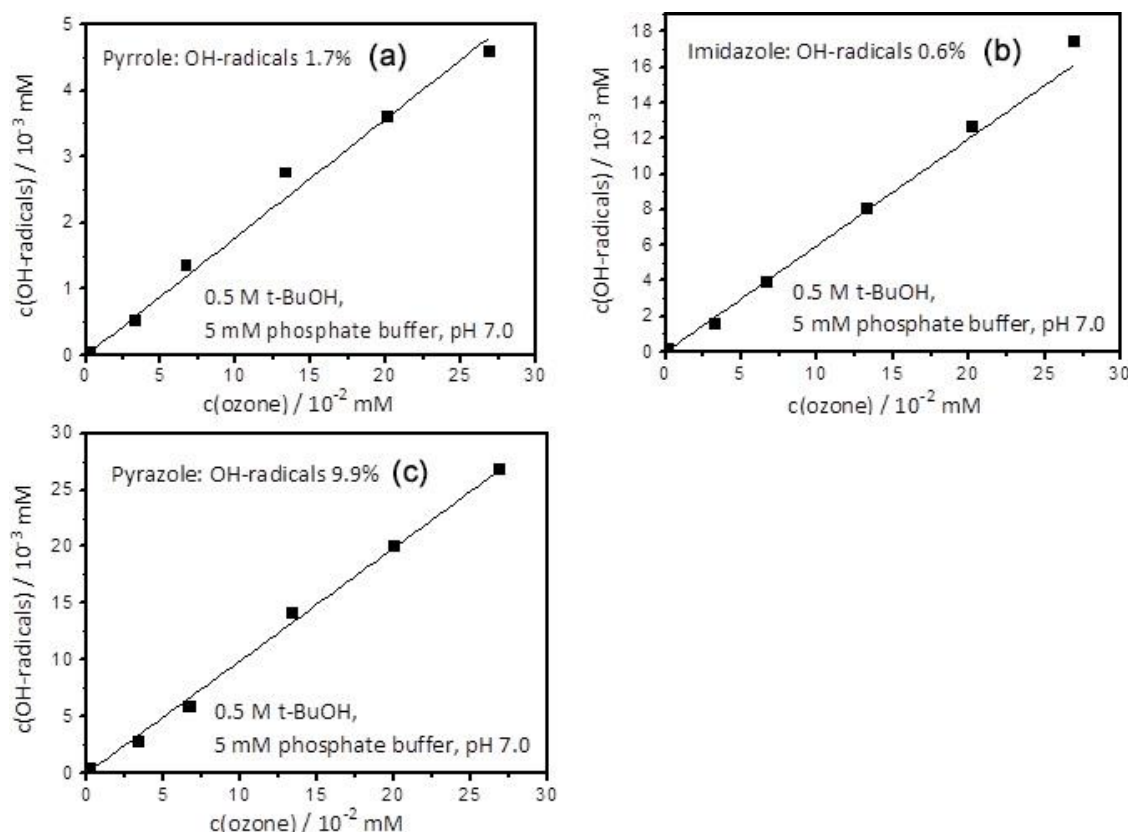 Pyrrole: OH-radicals 1.7% (a)
c(OH-radicals) / 10⁻³ mM
5
4
3
2
1
0
0.5 M t-BuOH,
5 mM phosphate buffer, pH 7.0
0 5 10 15 20 25 30
c(ozone) / 10⁻² mM
Imidazole: OH-radicals 0.6% (b)
c(OH-radicals) / 10⁻³ mM
18
16
14
12
10
8
6
4
2
0
0.5 M t-BuOH,
5 mM phosphate buffer, pH 7.0
0 5 10 15 20 25 30
c(ozone) / 10⁻² mM
Pyrazole: OH-radicals 9.9% (c)
c(OH-radicals) / 10⁻³ mM
30
25
20
15
10
5
0
0.5 M t-BuOH,
5 mM phosphate buffer, pH 7.0
0 5 10 15 20 25 30
c(ozone) / 10⁻² mM